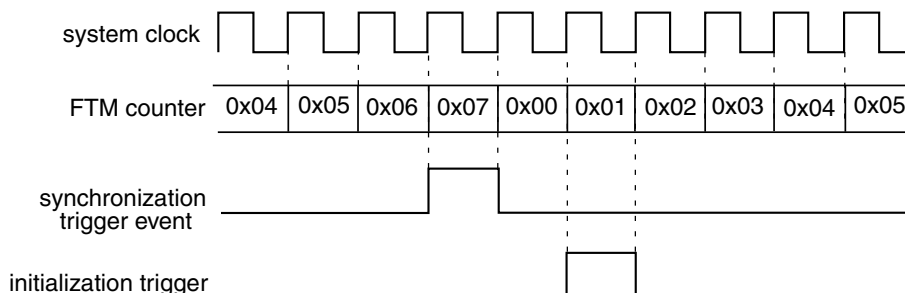 system clock
FTM counter 0x04 0x05 0x06 0x07 0x00 0x01 0x02 0x03 0x04 0x05
synchronization
trigger event
initialization trigger